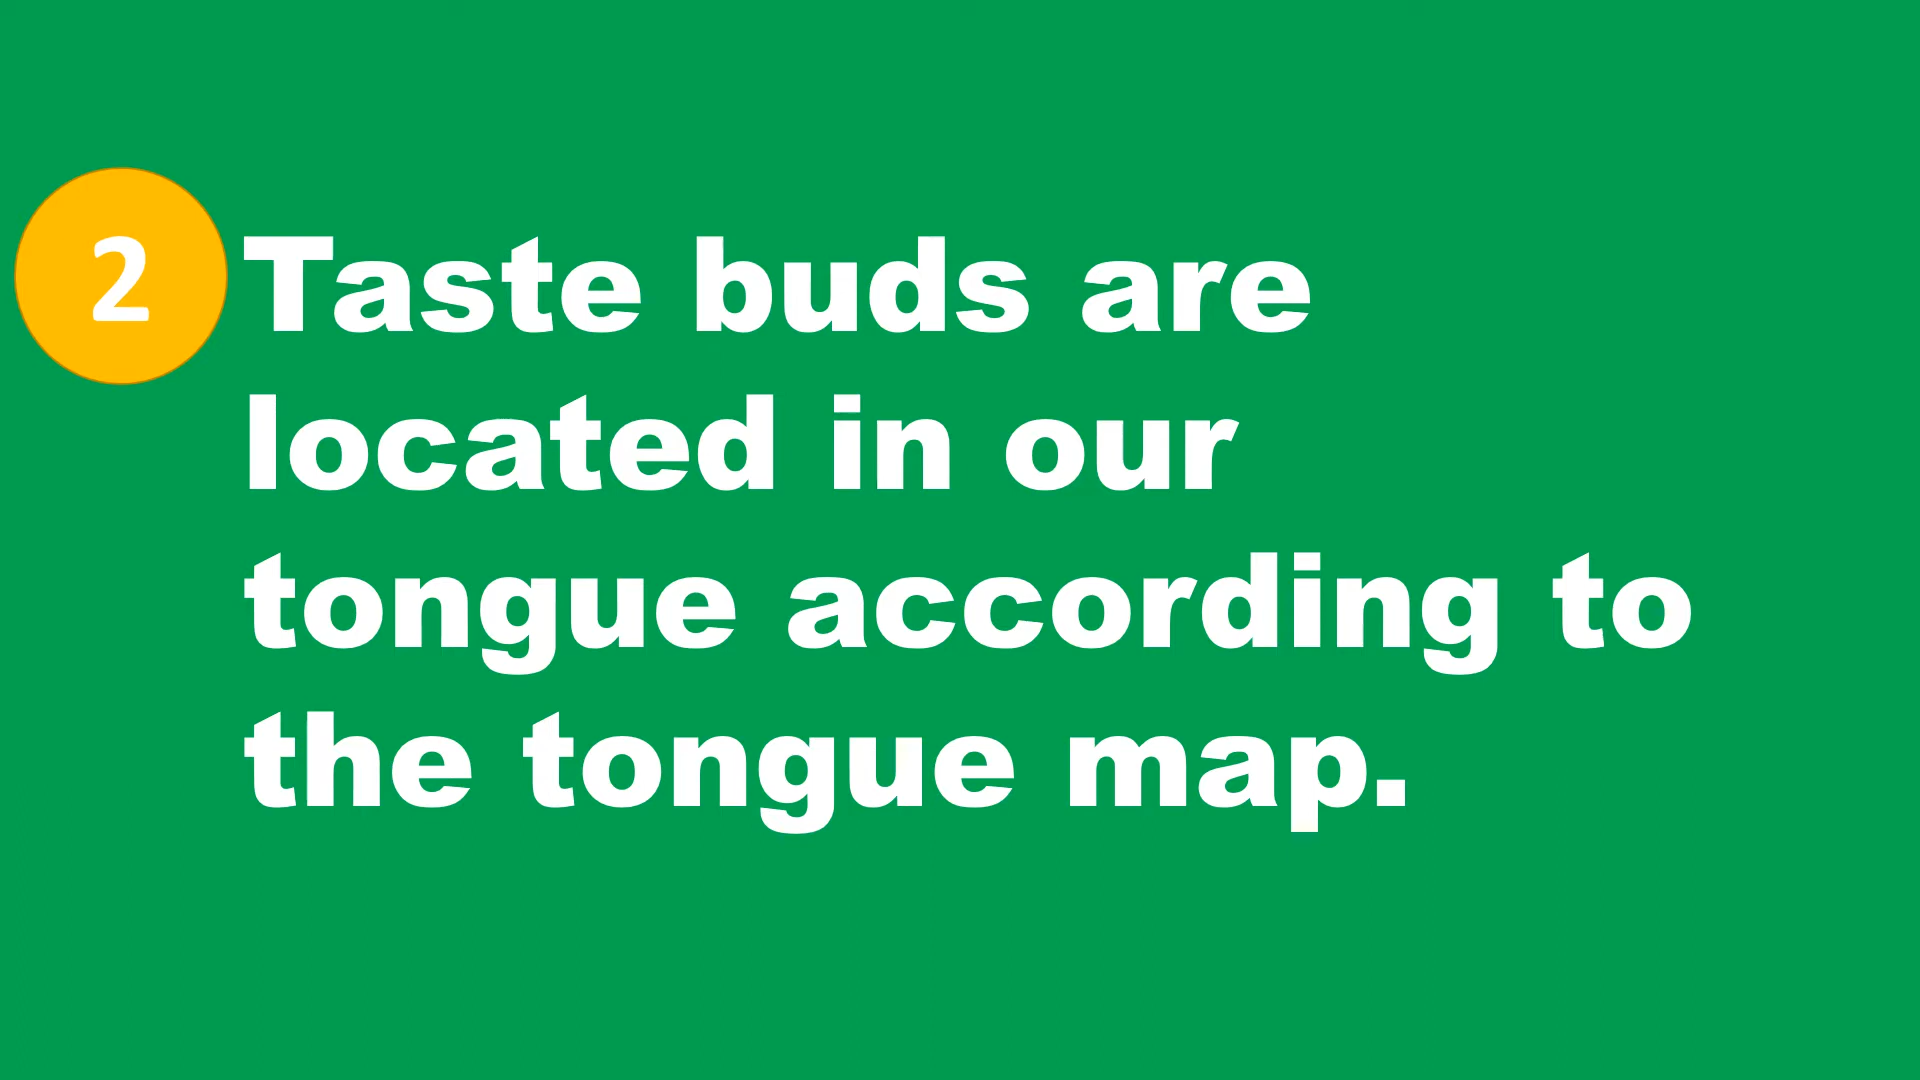 2
Taste buds are
located in our
tongue according to
the tongue map.